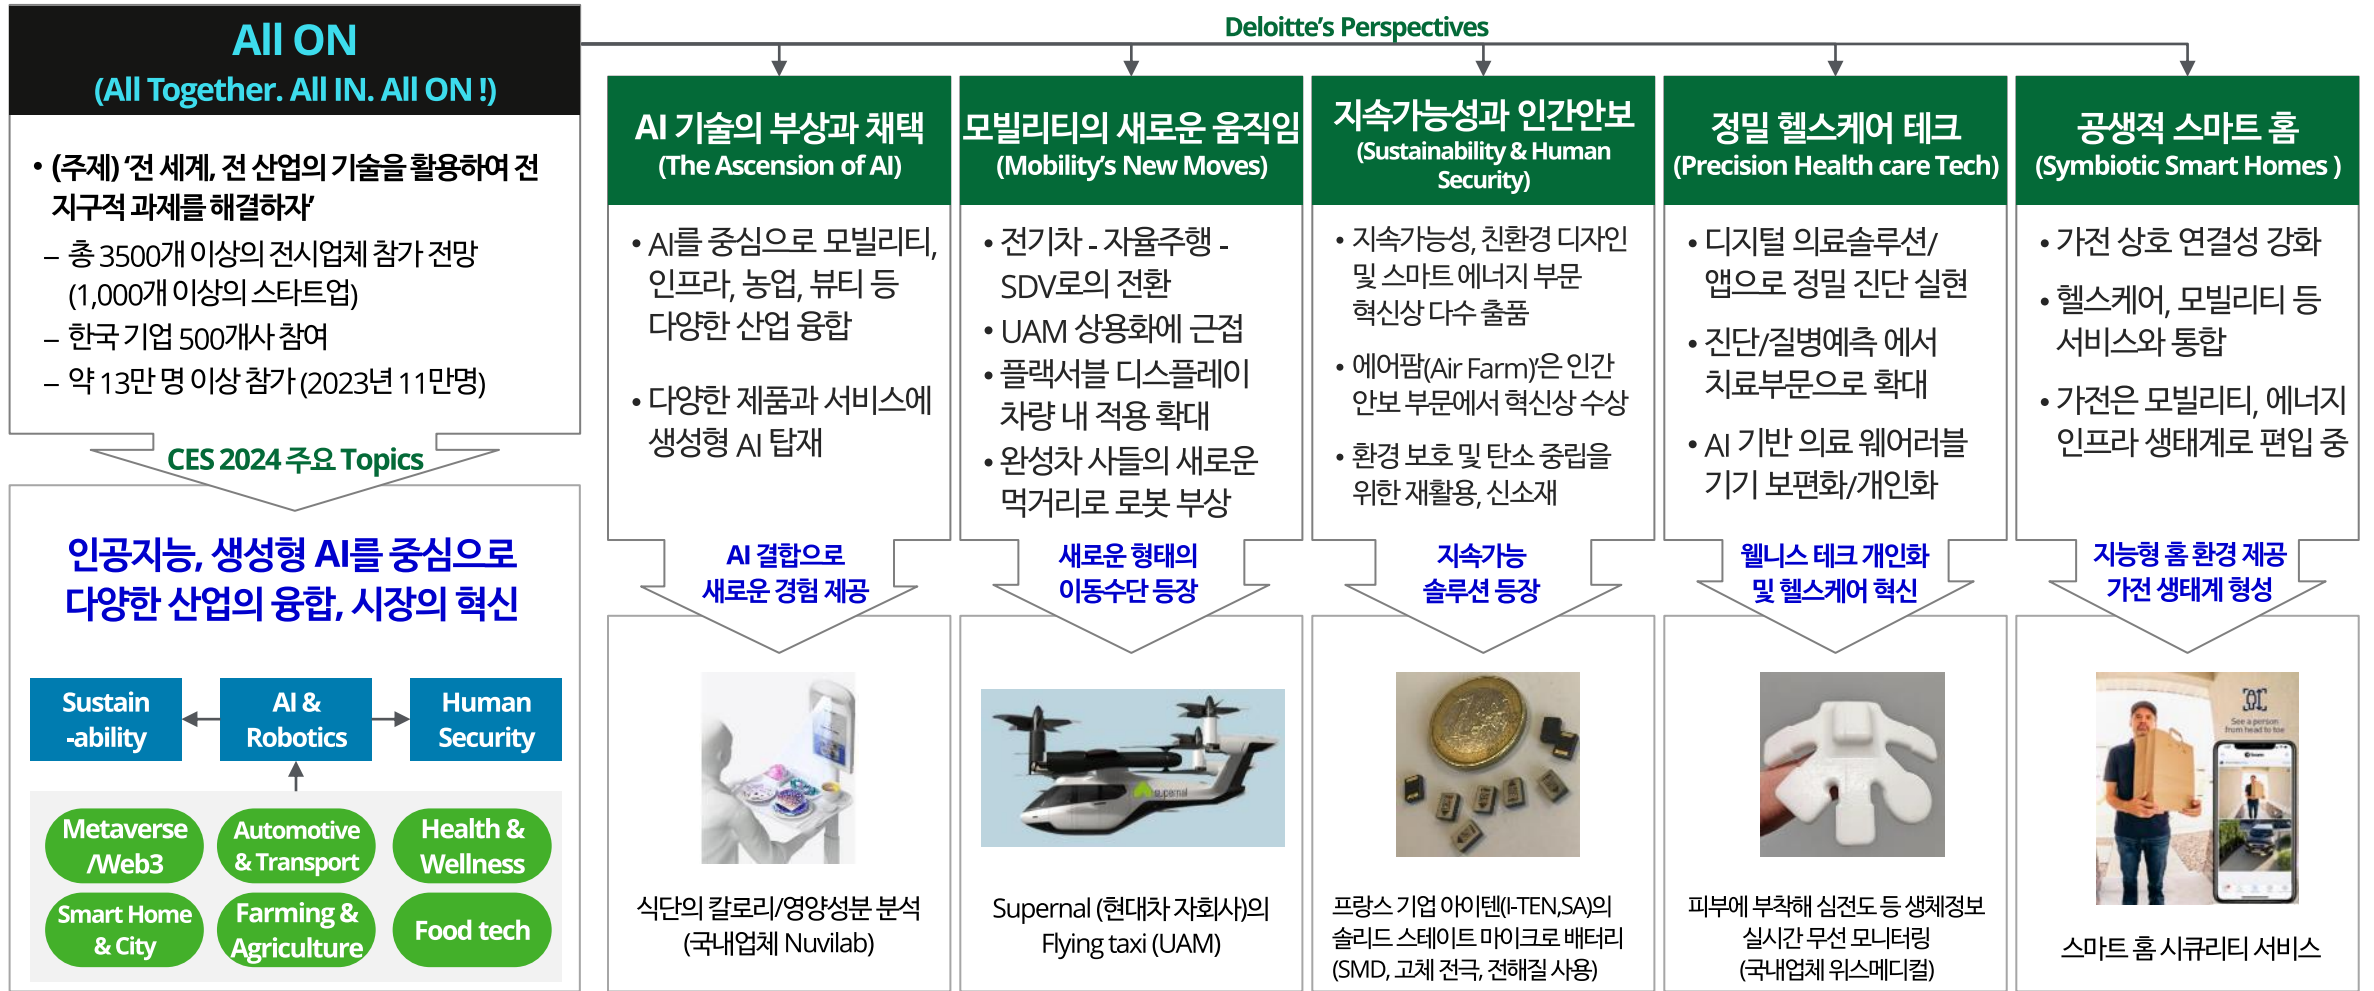 All ON
(All Together. All IN. All ON !)
• (주제) ‘전 세계, 전 산업의 기술을 활용하여 전
지구적 과제를 해결하자’
– 총 3500개 이상의 전시업체 참가 전망
(1,000개 이상의 스타트업)
– 한국 기업 500개사 참여
– 약 13만 명 이상 참가 (2023년 11만명)
CES 2024 주요 Topics
인공지능, 생성형 AI를 중심으로
다양한 산업의 융합, 시장의 혁신
Sustain
-ability
AI &
Robotics
Human
Security
Metaverse
/Web3
Automotive
& Transport
Health &
Wellness
Smart Home
& City
Farming &
Agriculture
Food tech
Deloitte’s Perspectives
AI 기술의 부상과 채택
(The Ascension of AI)
• AI를 중심으로 모빌리티,
인프라, 농업, 뷰티 등
다양한 산업 융합
• 다양한 제품과 서비스에
생성형 AI 탑재
AI 결합으로
새로운 경험 제공
식단의 칼로리/영양성분 분석
(국내업체 Nuvilab)
모빌리티의 새로운 움직임
(Mobility’s New Moves)
• 전기차 - 자율주행 -
SDV로의 전환
• UAM 상용화에 근접
• 플랙서블 디스플레이
차량 내 적용 확대
• 완성차 사들의 새로운
먹거리로 로봇 부상
새로운 형태의
이동수단 등장
supernal
Supernal (현대차 자회사)의
Flying taxi (UAM)
지속가능성과 인간안보
(Sustainability & Human
Security)
• 지속가능성, 친환경 디자인
및 스마트 에너지 부문
혁신상 다수 출품
• 에어팜(Air Farm)’은 인간
안보 부문에서 혁신상 수상
• 환경 보호 및 탄소 중립을
위한 재활용, 신소재
지속가능
솔루션 등장
프랑스 기업 아이텐(I-TEN,SA)의
솔리드 스테이트 마이크로 배터리
(SMD, 고체 전극, 전해질 사용)
정밀 헬스케어 테크
(Precision Health care Tech)
• 디지털 의료솔루션/
앱으로 정밀 진단 실현
• 진단/질병예측 에서
치료부문으로 확대
• AI 기반 의료 웨어러블
기기 보편화/개인화
웰니스 테크 개인화
및 헬스케어 혁신
피부에 부착해 심전도 등 생체정보
실시간 무선 모니터링
(국내업체 위스메디컬)
공생적 스마트 홈
(Symbiotic Smart Homes )
• 가전 상호 연결성 강화
• 헬스케어, 모빌리티 등
서비스와 통합
• 가전은 모빌리티, 에너지
인프라 생태계로 편입 중
지능형 홈 환경 제공
가전 생태계 형성
See a person
from head to toe
스마트 홈 시큐리티 서비스